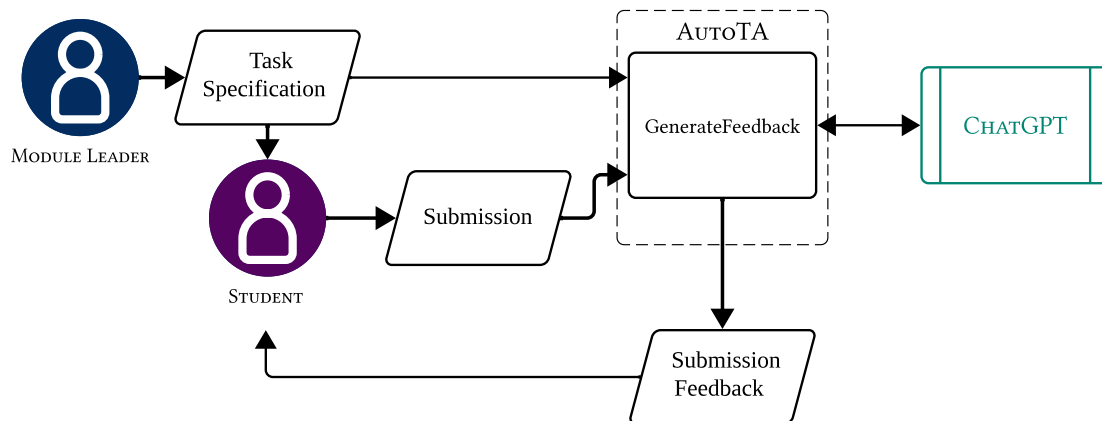 AutoTA
Task
Specification
GenerateFeedback
ChatGPT
Module Leader
Submission
Student
Submission
Feedback